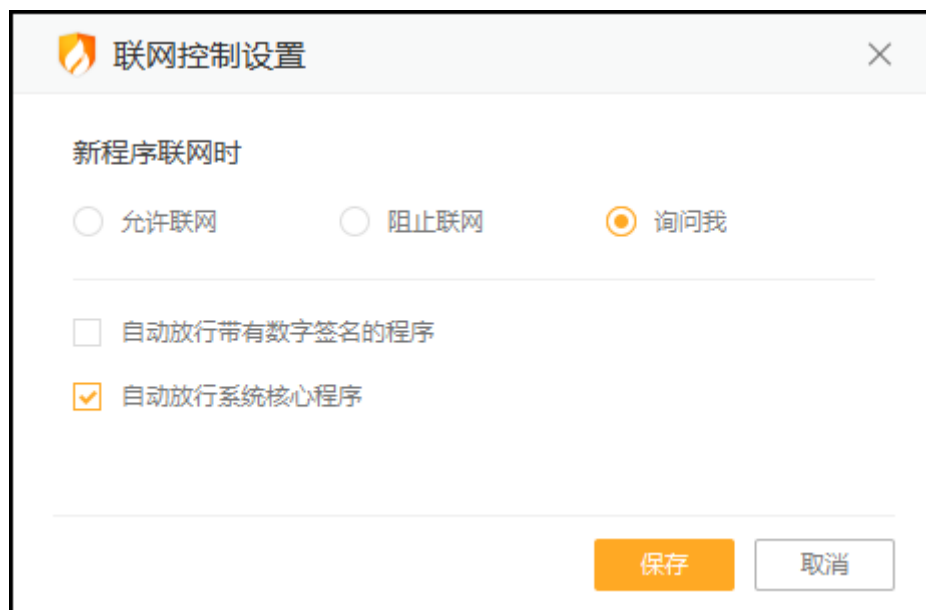 联网控制设置
新程序联网时
允许联网 阻止联网 询问我
自动放行带有数字签名的程序
自动放行系统核心程序
保存 取消